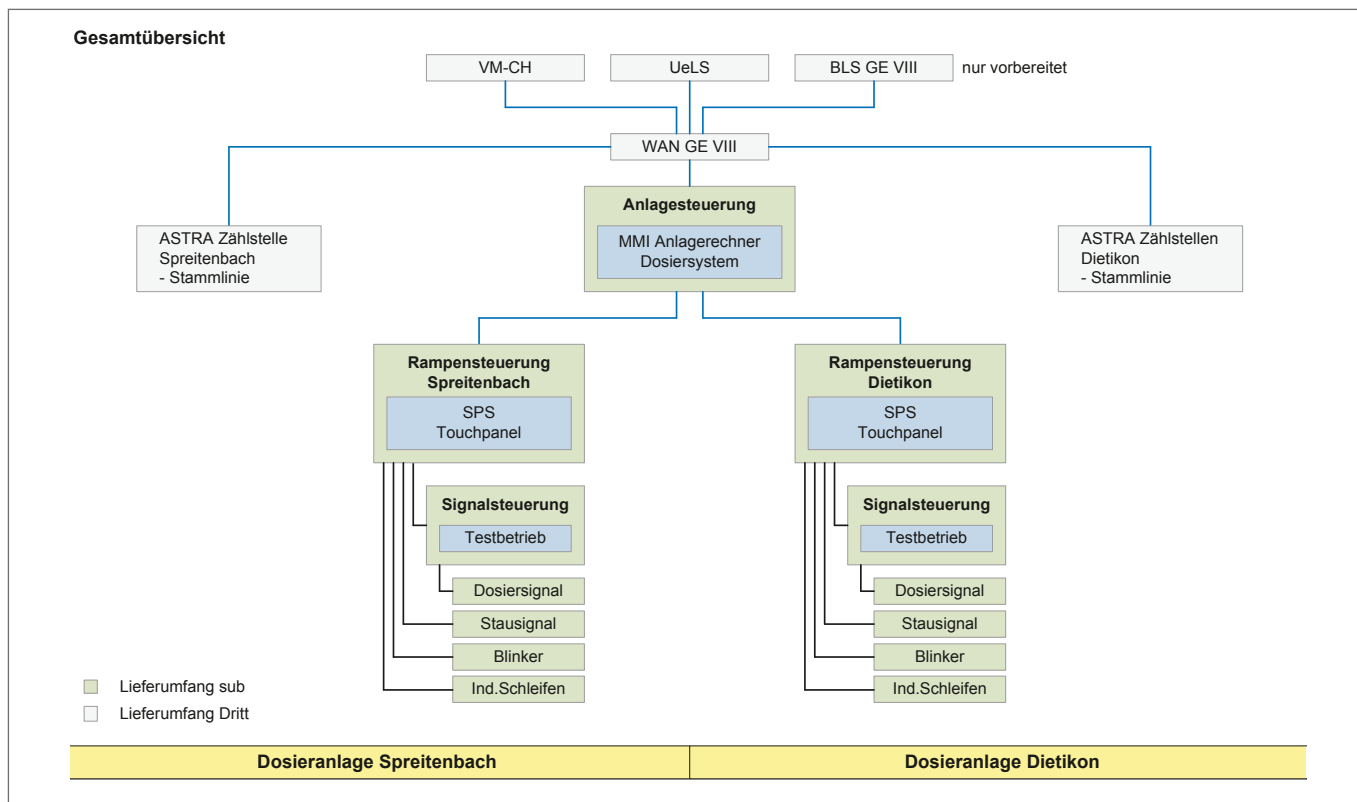 Gesamtübersicht
VM-CH
UeLS
BLS GE VIII
nur vorbereitet
WAN GE VIII
Anlagesteuerung
MMI Anlagerechner
Dosiersystem
ASTRA Zählstelle
Spreitenbach
- Stammlinie
ASTRA Zählstellen
Dietikon
- Stammlinie
Rampensteuerung
Spreitenbach
SPS
Touchpanel
Signalsteuerung
Testbetrieb
Dosiersignal
Stausignal
Blinker
Ind.Schleifen
Rampensteuerung
Dietikon
SPS
Touchpanel
Signalsteuerung
Testbetrieb
Dosiersignal
Stausignal
Blinker
Ind.Schleifen
Lieferumfang sub
Lieferumfang Dritt
Dosieranlage Spreitenbach
Dosieranlage Dietikon